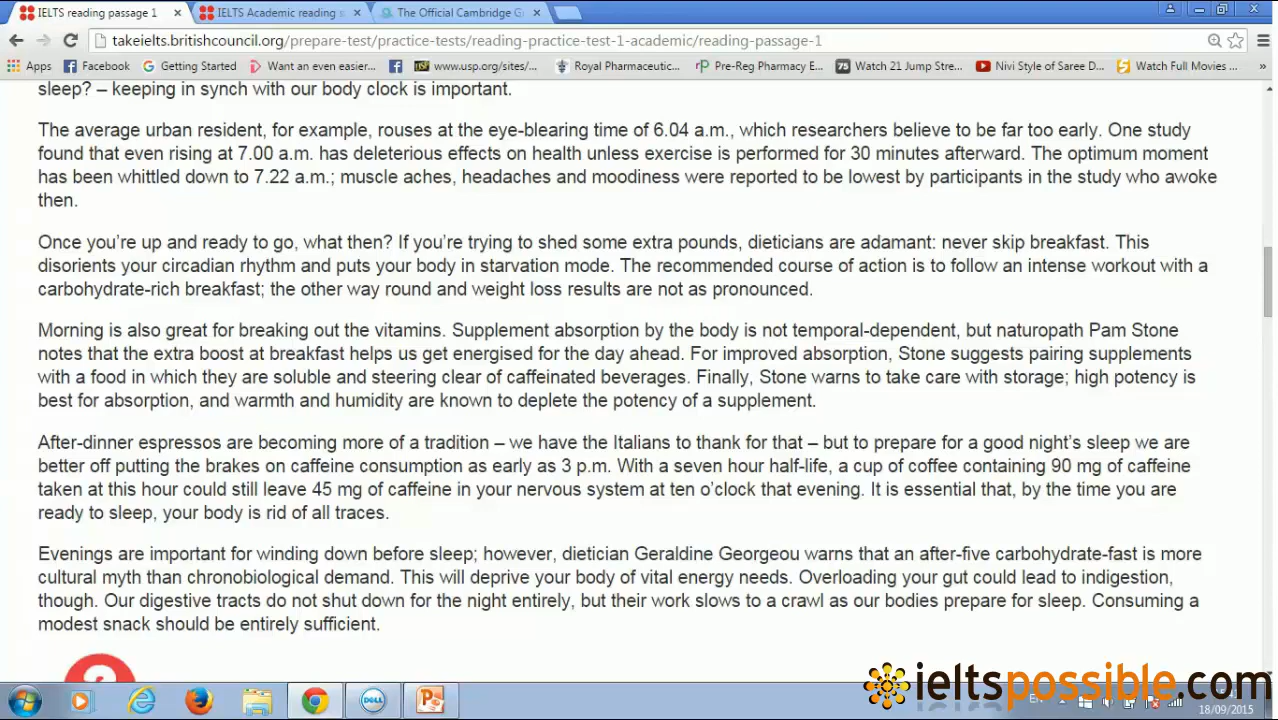 IELTS reading passage 1
IELTS Academic reading s
The Official Cambridge G
takeielts.britishcouncil.org/prepare-test/practice-tests/reading-practice-test-1-academic/reading-passage-1
Apps Facebook Getting Started Want an even easier... www.usp.org/sites/... Royal Pharmaceutic... Pre-Reg Pharmacy E... 75 Watch 21 Jump Stre... Nivi Style of Saree D... Watch Full Movies ... »
sleep? – keeping in synch with our body clock is important.
The average urban resident, for example, rouses at the eye-blearing time of 6.04 a.m., which researchers believe to be far too early. One study
found that even rising at 7.00 a.m. has deleterious effects on health unless exercise is performed for 30 minutes afterward. The optimum moment
has been whittled down to 7.22 a.m.; muscle aches, headaches and moodiness were reported to be lowest by participants in the study who awoke
then.
Once you're up and ready to go, what then? If you're trying to shed some extra pounds, dieticians are adamant: never skip breakfast. This
disorients your circadian rhythm and puts your body in starvation mode. The recommended course of action is to follow an intense workout with a
carbohydrate-rich breakfast; the other way round and weight loss results are not as pronounced.
Morning is also great for breaking out the vitamins. Supplement absorption by the body is not temporal-dependent, but naturopath Pam Stone
notes that the extra boost at breakfast helps us get energised for the day ahead. For improved absorption, Stone suggests pairing supplements
with a food in which they are soluble and steering clear of caffeinated beverages. Finally, Stone warns to take care with storage; high potency is
best for absorption, and warmth and humidity are known to deplete the potency of a supplement.
After-dinner espressos are becoming more of a tradition – we have the Italians to thank for that – but to prepare for a good night's sleep we are
better off putting the brakes on caffeine consumption as early as 3 p.m. With a seven hour half-life, a cup of coffee containing 90 mg of caffeine
taken at this hour could still leave 45 mg of caffeine in your nervous system at ten o'clock that evening. It is essential that, by the time you are
ready to sleep, your body is rid of all traces.
Evenings are important for winding down before sleep; however, dietician Geraldine Georgeou warns that an after-five carbohydrate-fast is more
cultural myth than chronobiological demand. This will deprive your body of vital energy needs. Overloading your gut could lead to indigestion,
though. Our digestive tracts do not shut down for the night entirely, but their work slows to a crawl as our bodies prepare for sleep. Consuming a
modest snack should be entirely sufficient.
ieltspossible.com
DELL
EN
18/09/2015